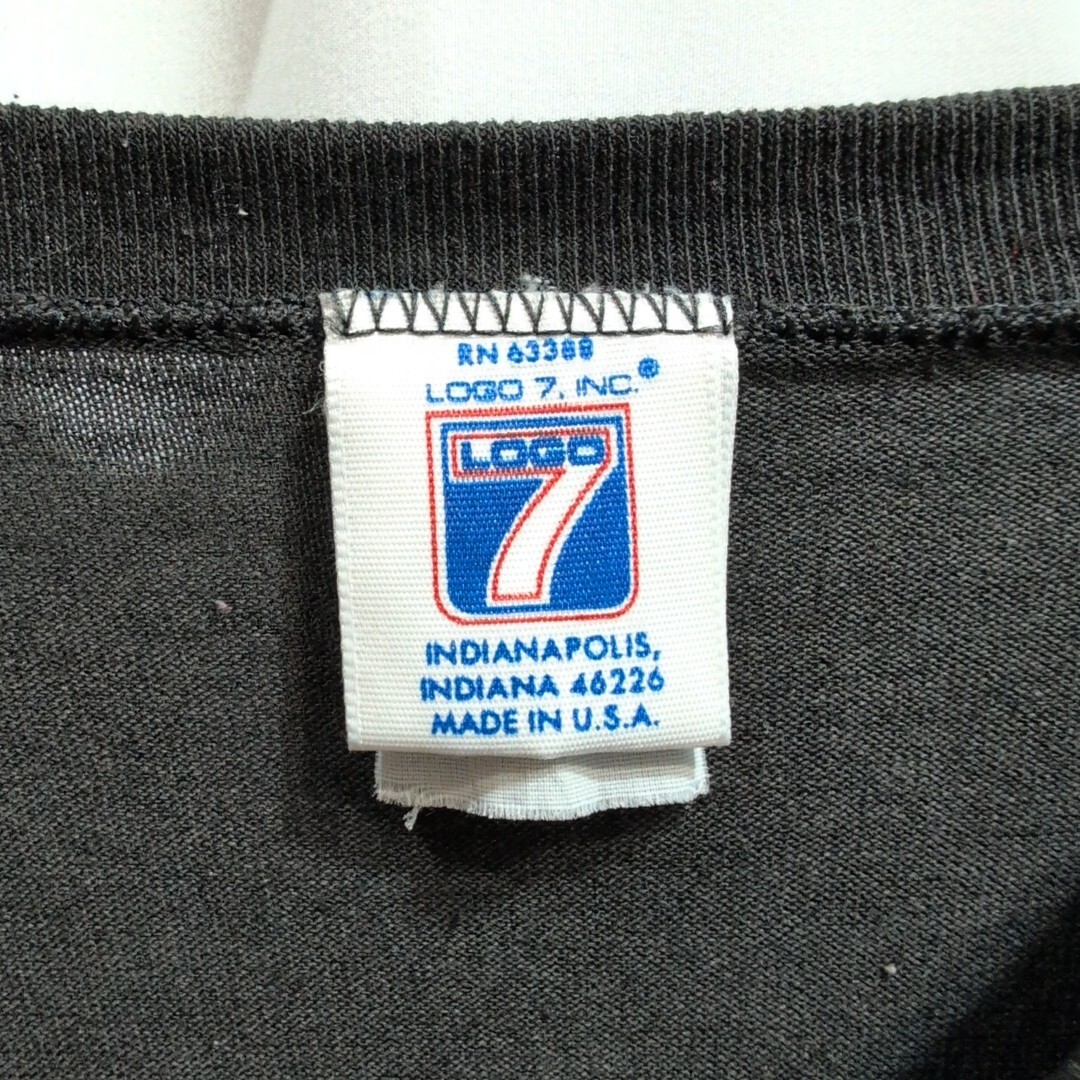 RN 63388
LOGO 7, INC.®
LOGO
7
INDIANAPOLIS,
INDIANA 46226
MADE IN U.S.A.